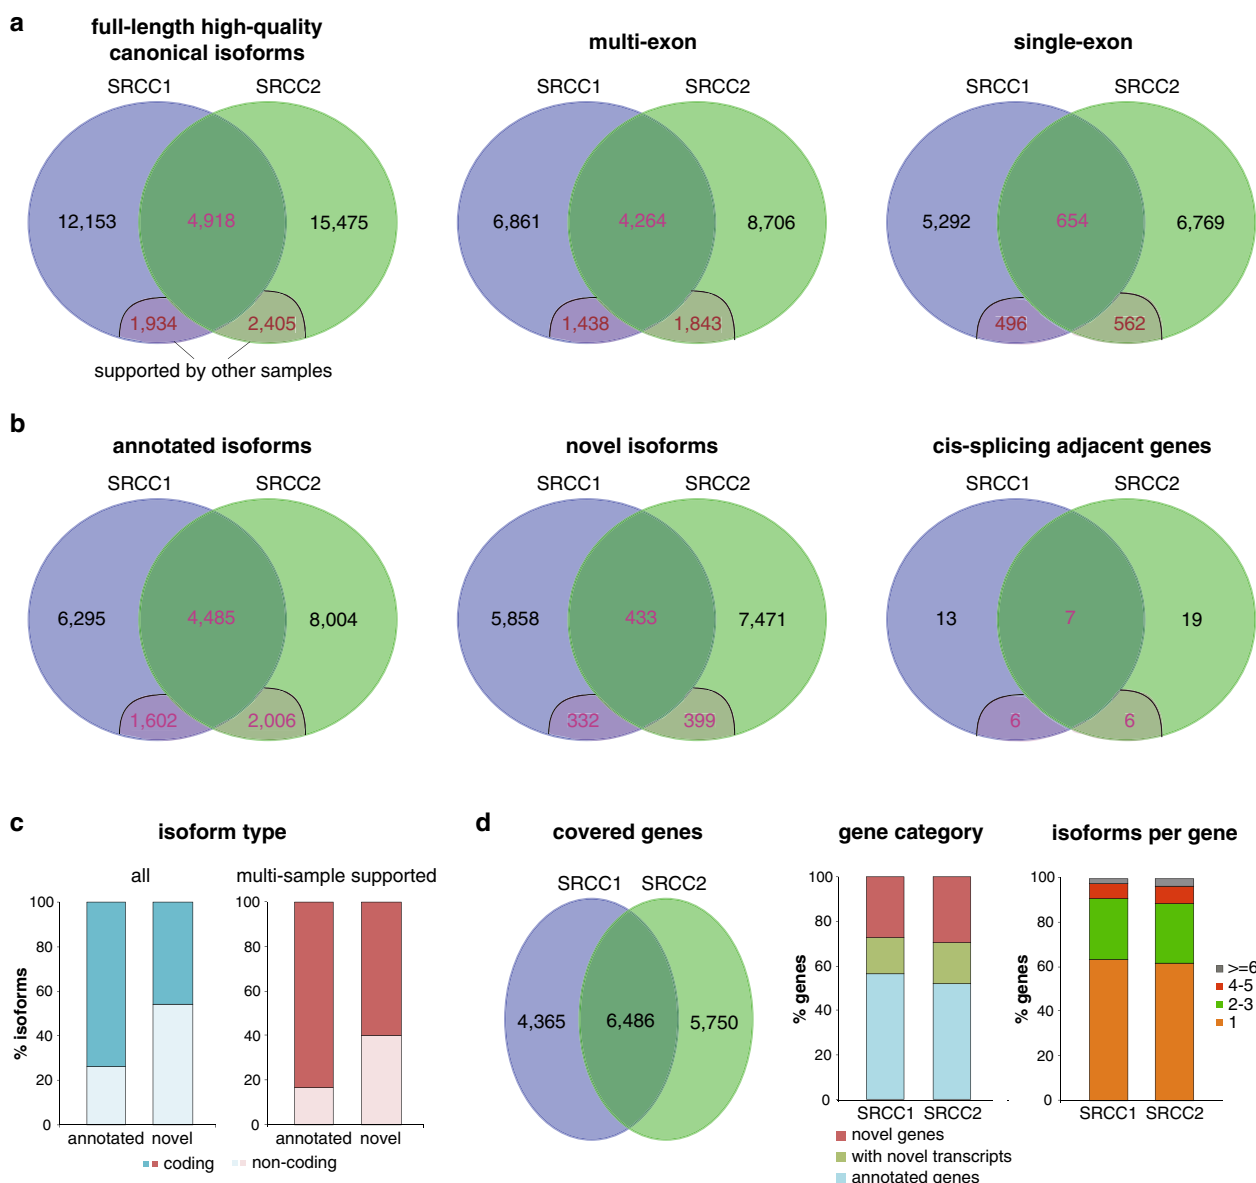 a
full-length high-quality
canonical isoforms
multi-exon
single-exon
SRCC1 SRCC2
SRCC1 SRCC2
SRCC1 SRCC2
12,153 4,918 15,475
6,861 4,264 8,706
5,292 654 6,769
1,934 2,405
1,438 1,843
496 562
supported by other samples
b
annotated isoforms
novel isoforms
cis-splicing adjacent genes
SRCC1 SRCC2
SRCC1 SRCC2
SRCC1 SRCC2
6,295 4,485 8,004
5,858 433 7,471
13 7 19
1,602 2,006
332 399
6 6
c
isoform type
all
multi-sample supported
% isoforms
100
80
60
40
20
0
annotated novel
100
80
60
40
20
0
annotated novel
coding non-coding
d
covered genes
SRCC1 SRCC2
4,365 6,486 5,750
gene category
% genes
100
80
60
40
20
0
SRCC1 SRCC2
novel genes
with novel transcripts
annotated genes
isoforms per gene
% genes
100
80
60
40
20
0
SRCC1 SRCC2
>=6
4-5
2-3
1